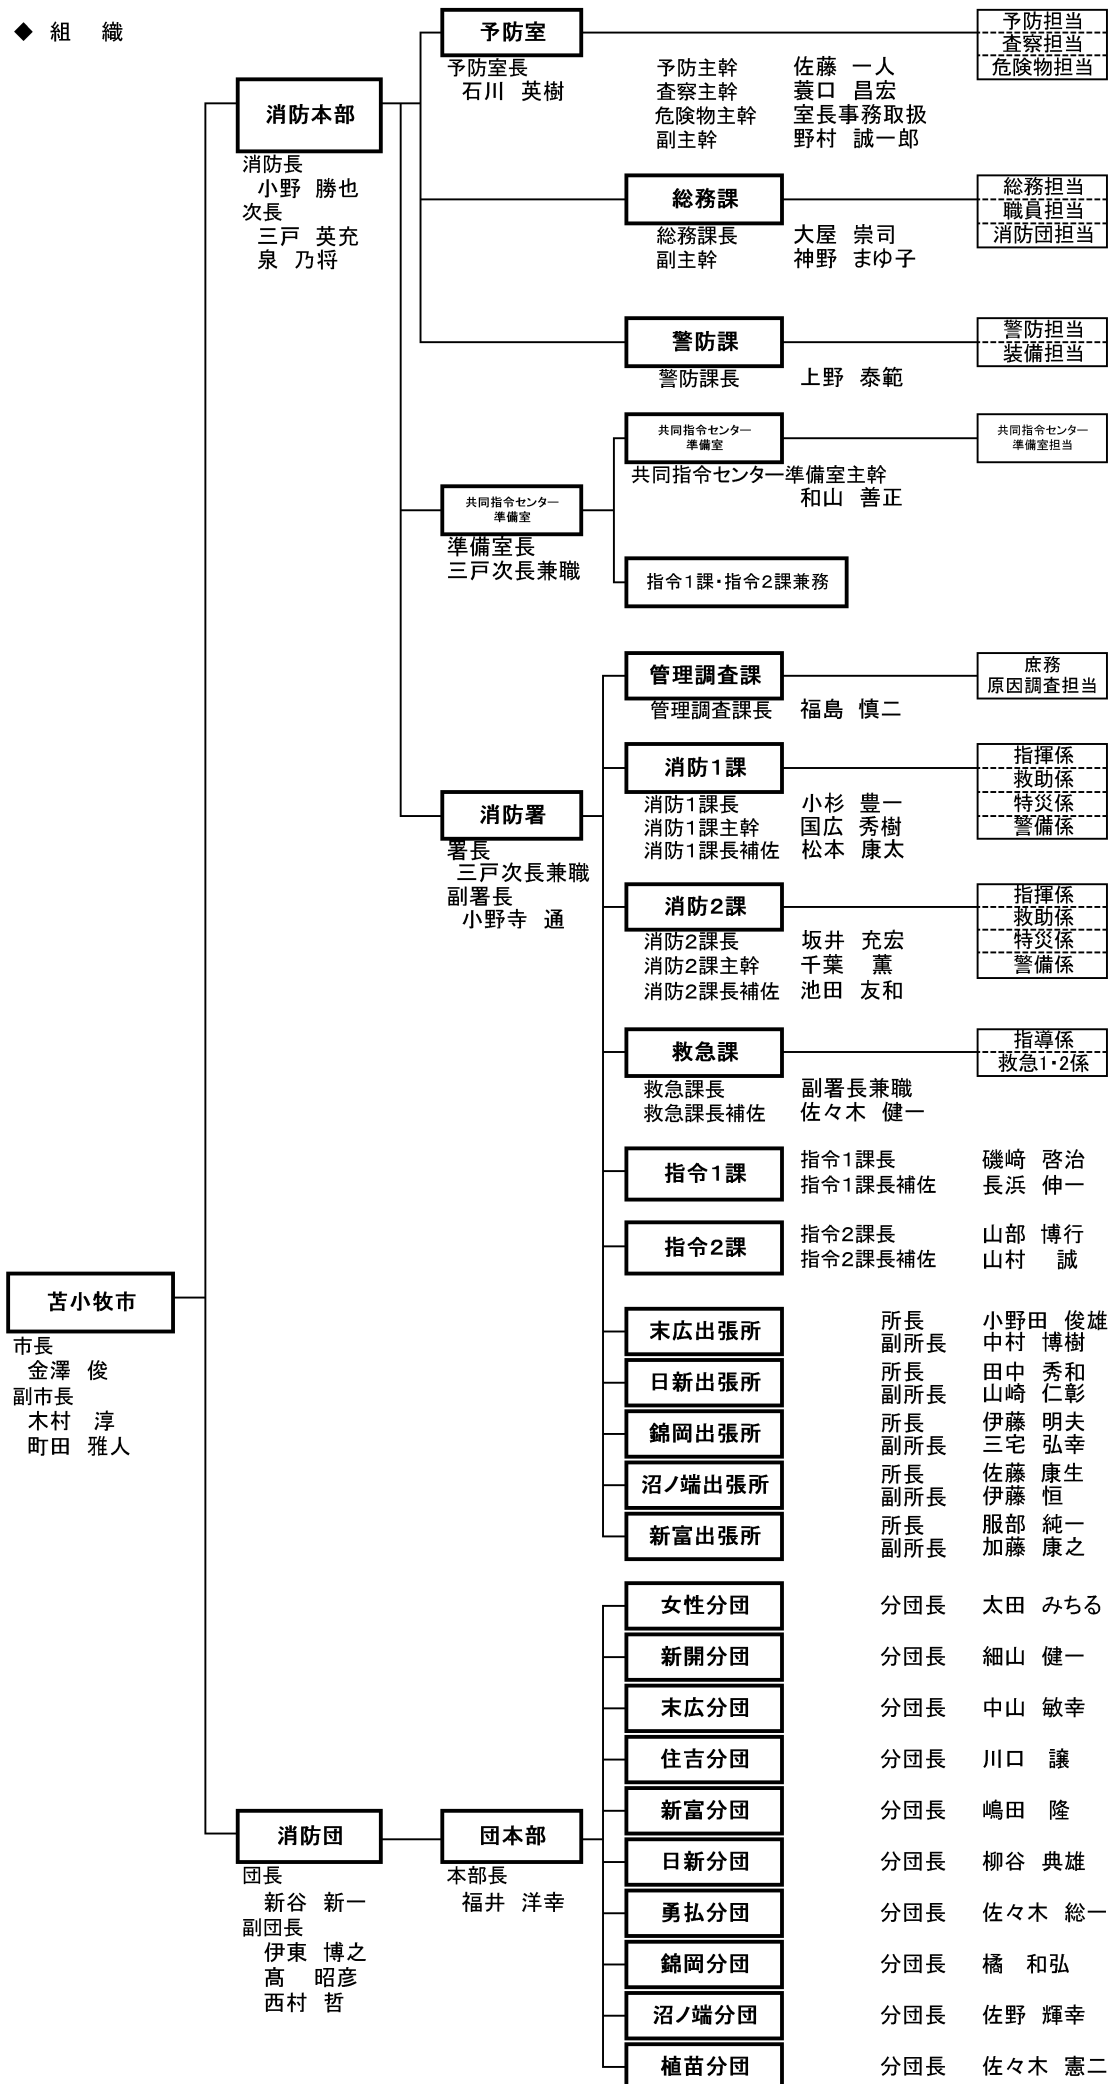 ◆ 組 織
予防室
予防担当
査察担当
危険物担当
予防室長
石川 英樹
予防主幹 佐藤 一人
査察主幹 蓑口 昌宏
危険物主幹 室長事務取扱
副主幹 野村 誠一郎
消防本部
消防長
小野 勝也
次長
三戸 英充
泉 乃将
総務課
総務担当
職員担当
消防団担当
総務課長 大屋 崇司
副主幹 神野 まゆ子
警防課
警防担当
装備担当
警防課長 上野 泰範
共同指令センター
準備室
共同指令センター
準備室担当
共同指令センター準備室主幹
和山 善正
共同指令センター
準備室
準備室長
三戸次長兼職
指令1課・指令2課兼務
管理調査課
庶務
原因調査担当
管理調査課長 福島 慎二
消防1課
指揮係
救助係
特災係
警備係
消防1課長 小杉 豊一
消防1課主幹 国広 秀樹
消防1課長補佐 松本 康太
消防署
署長
三戸次長兼職
副署長
小野寺 通
消防2課
指揮係
救助係
特災係
警備係
消防2課長 坂井 充宏
消防2課主幹 千葉 薫
消防2課長補佐 池田 友和
救急課
指導係
救急1・2係
救急課長 副署長兼職
救急課長補佐 佐々木 健一
指令1課
指令1課長 磯﨑 啓治
指令1課長補佐 長浜 伸一
指令2課
指令2課長 山部 博行
指令2課長補佐 山村 誠
苫小牧市
市長
金澤 俊
副市長
木村 淳
町田 雅人
末広出張所
所長 小野田 俊雄
副所長 中村 博樹
日新出張所
所長 田中 秀和
副所長 山崎 仁彰
錦岡出張所
所長 伊藤 明夫
副所長 三宅 弘幸
沼ノ端出張所
所長 佐藤 康生
副所長 伊藤 恒
新富出張所
所長 服部 純一
副所長 加藤 康之
女性分団 分団長 太田 みちる
新開分団 分団長 細山 健一
末広分団 分団長 中山 敏幸
住吉分団 分団長 川口 譲
新富分団 分団長 嶋田 隆
消防団
団長
新谷 新一
副団長
伊東 博之
髙 昭彦
西村 哲
団本部
本部長
福井 洋幸
日新分団 分団長 柳谷 典雄
勇払分団 分団長 佐々木 総一
錦岡分団 分団長 橘 和弘
沼ノ端分団 分団長 佐野 輝幸
植苗分団 分団長 佐々木 憲二